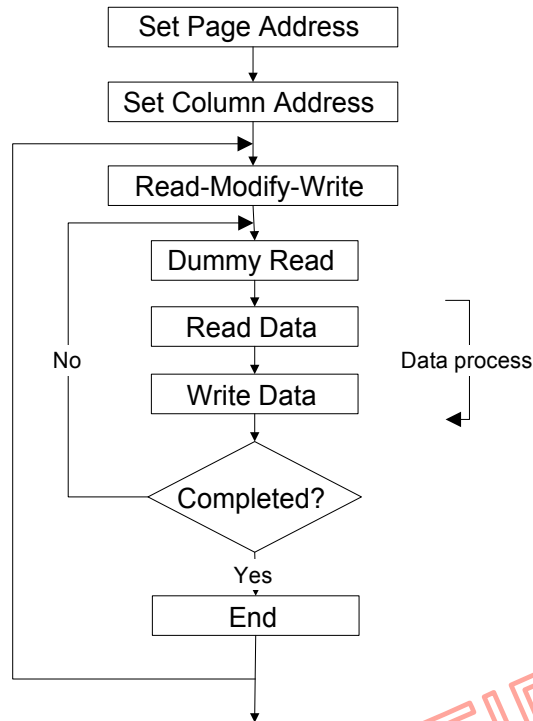 Set Page Address
Set Column Address
Read-Modify-Write
Dummy Read
Read Data
No
Data process
Write Data
Completed?
Yes
End